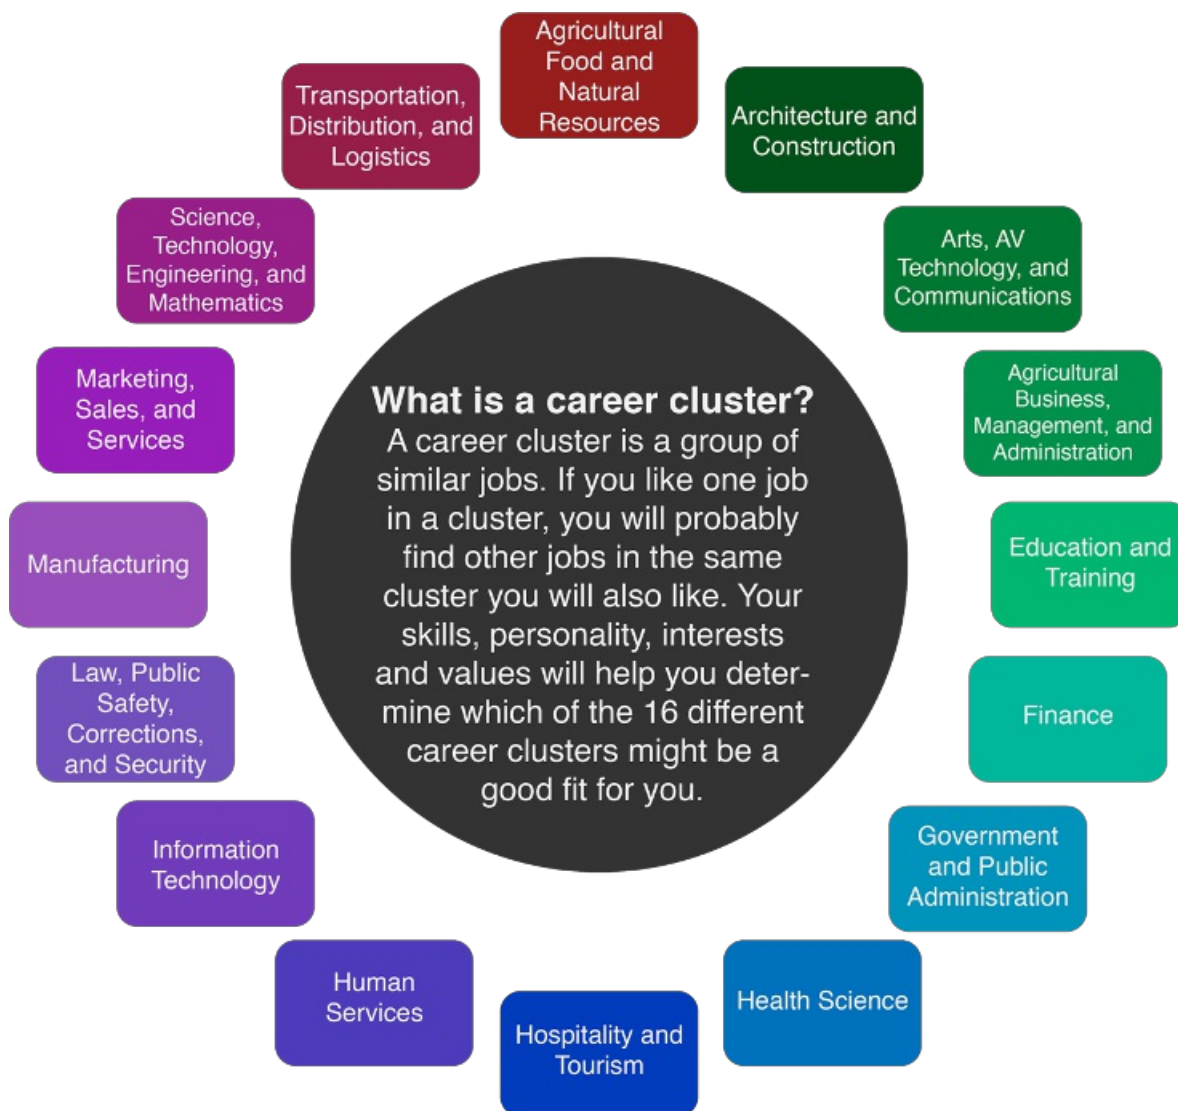 Agricultural
Food and
Natural
Resources
Architecture and
Construction
Arts, AV
Technology, and
Communications
Agricultural
Business,
Management, and
Administration
Education and
Training
Finance
Government
and Public
Administration
Health Science
Hospitality and
Tourism
Human
Services
Information
Technology
Law, Public
Safety,
Corrections,
and Security
Manufacturing
Marketing,
Sales, and
Services
Science,
Technology,
Engineering, and
Mathematics
Transportation,
Distribution, and
Logistics
What is a career cluster?
A career cluster is a group of
similar jobs. If you like one job
in a cluster, you will probably
find other jobs in the same
cluster you will also like. Your
skills, personality, interests
and values will help you deter-
mine which of the 16 different
career clusters might be a
good fit for you.